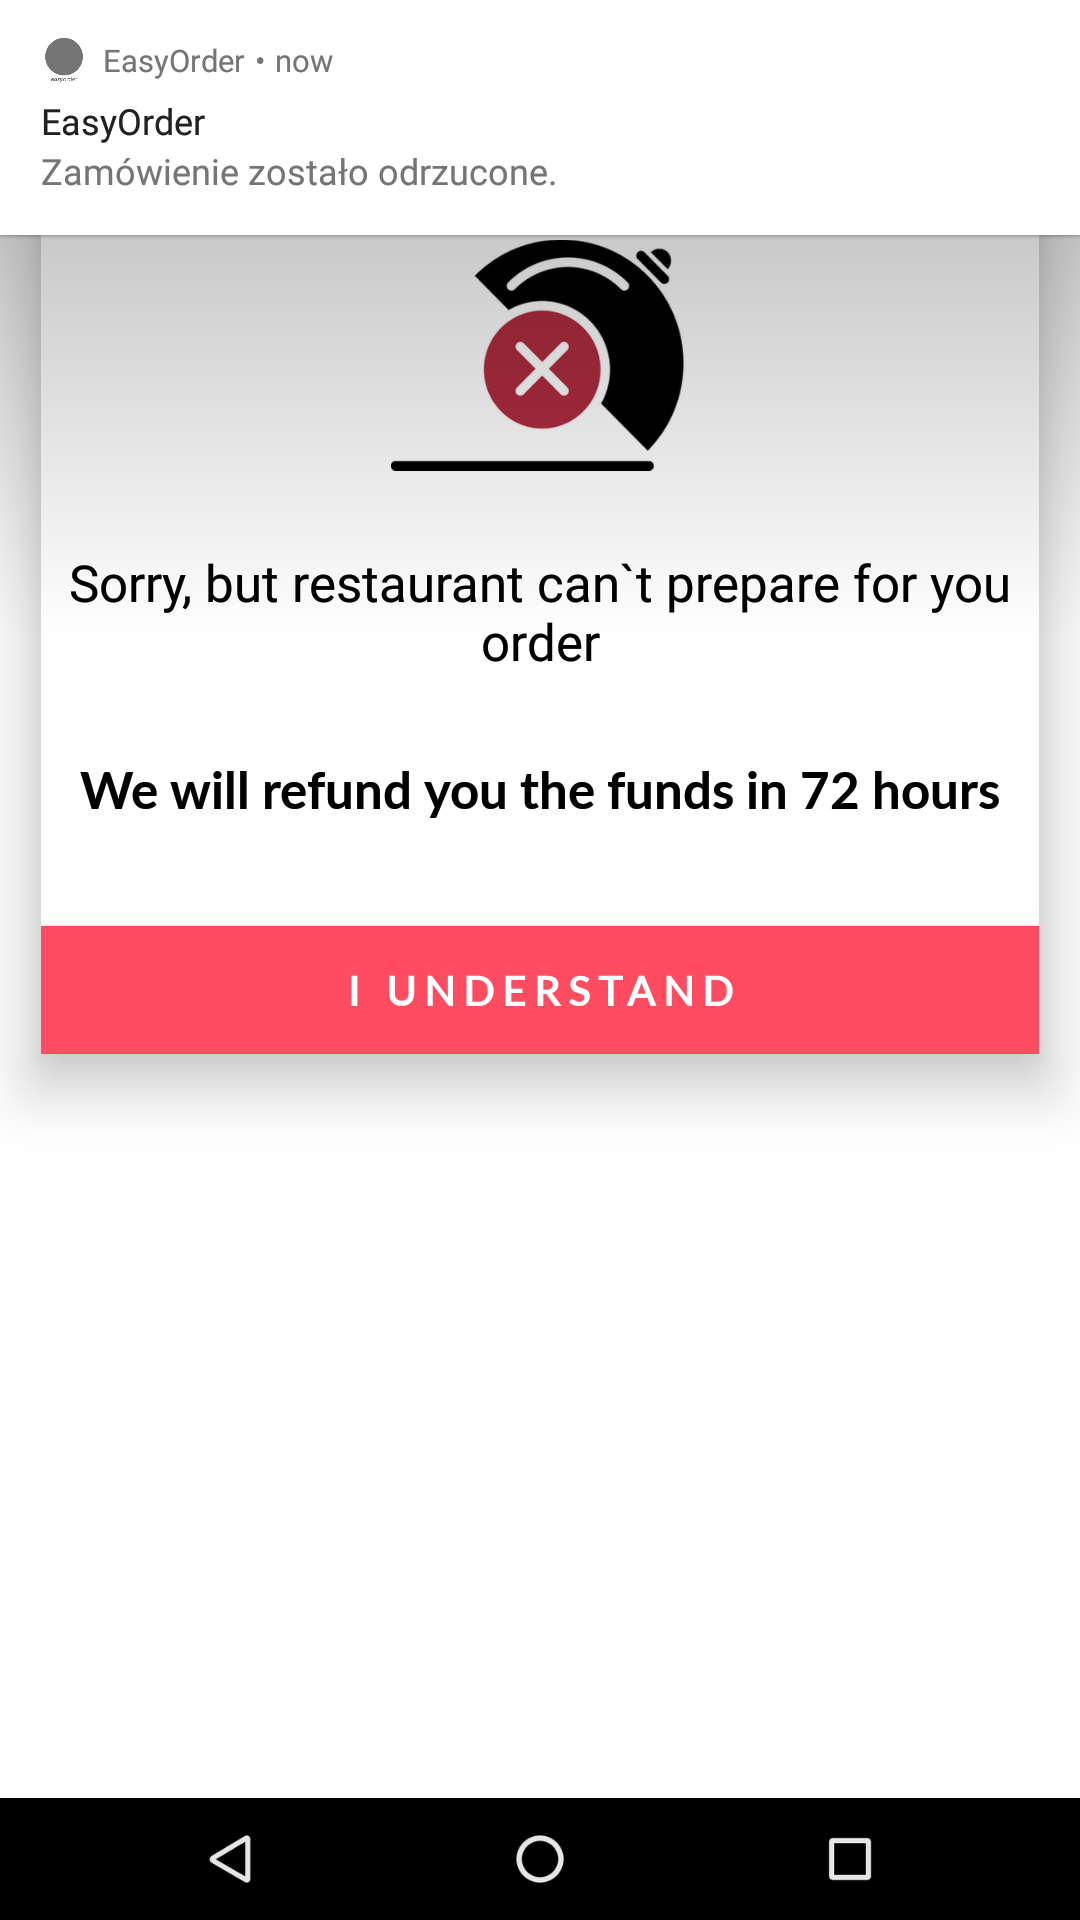 EasyOrder • now
EasyOrder
Zamówienie zostało odrzucone.
Sorry, but restaurant can`t prepare for you
order
We will refund you the funds in 72 hours
I UNDERSTAND